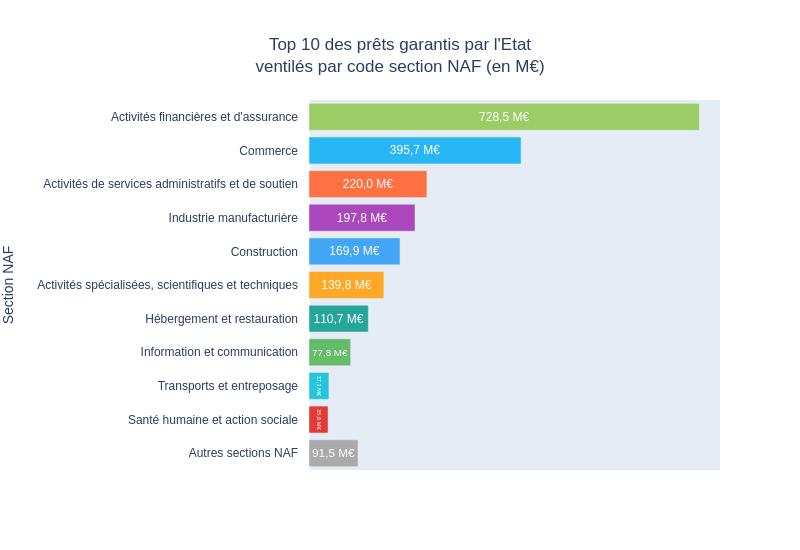 Top 10 des prêts garantis par l'Etat
ventilés par code section NAF (en M€)
Section NAF
Activités financières et d'assurance 728,5 M€
Commerce 395,7 M€
Activités de services administratifs et de soutien 220,0 M€
Industrie manufacturière 197,8 M€
Construction 169,9 M€
Activités spécialisées, scientifiques et techniques 139,8 M€
Hébergement et restauration 110,7 M€
Information et communication 77,8 M€
Transports et entreposage
Santé humaine et action sociale
Autres sections NAF 91,5 M€